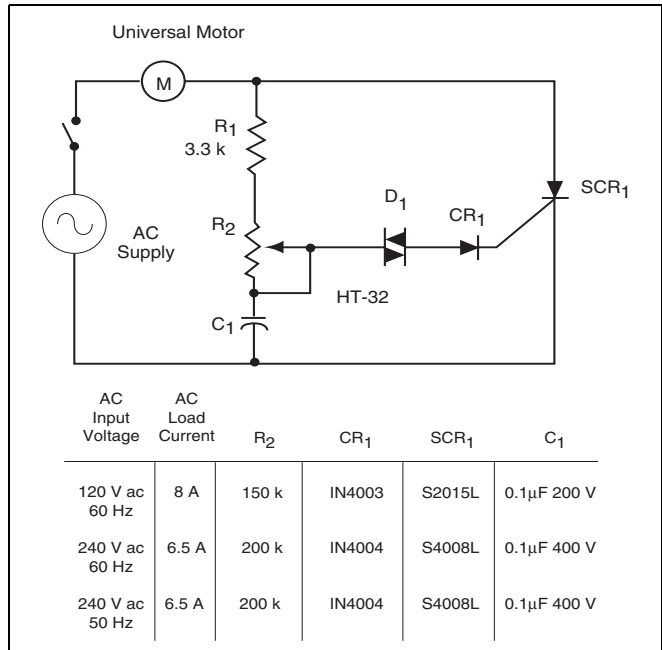 Universal Motor
M
R1
3.3 k
SCR1
D1
CR1
R2
AC
Supply
HT-32
C1
AC
Input
Voltage
AC
Load
Current
R2
CR1
SCR1
C1
120 V ac
60 Hz
8 A
150 k
IN4003
S2015L
0.1μF 200 V
240 V ac
60 Hz
6.5 A
200 k
IN4004
S4008L
0.1μF 400 V
240 V ac
50 Hz
6.5 A
200 k
IN4004
S4008L
0.1μF 400 V